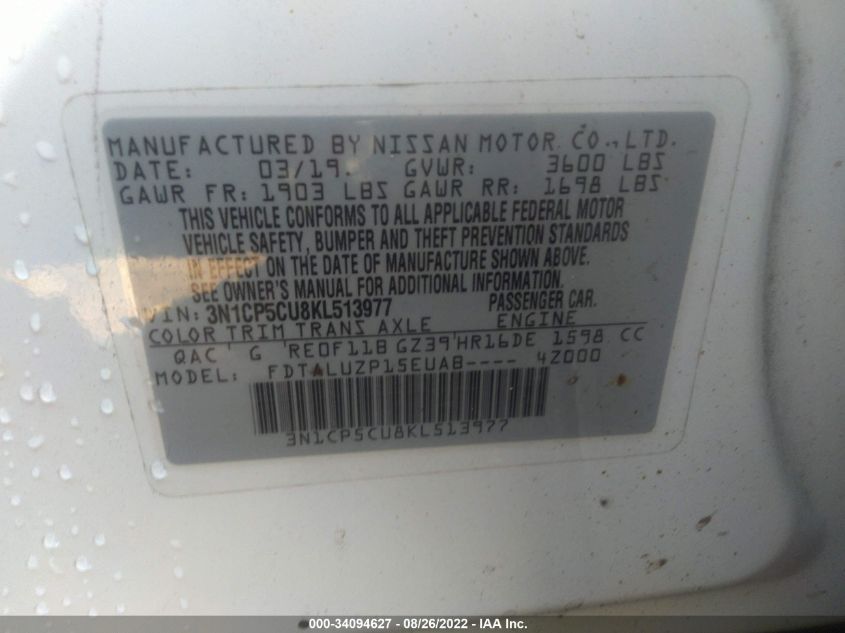 MANUFACTURED BY NISSAN MOTOR CO., LTD.
DATE: 03/19. GVWR: 3600 LBS
GAWR FR: 1903 LBS GAWR RR: 1698 LBS
THIS VEHICLE CONFORMS TO ALL APPLICABLE FEDERAL MOTOR
VEHICLE SAFETY, BUMPER AND THEFT PREVENTION STANDARDS
IN EFFECT ON THE DATE OF MANUFACTURE SHOWN ABOVE.
SEE OWNER'S MANUAL FOR ADDITIONAL INFORMATION.
VIN: 3N1CP5CU8KL513977 PASSENGER CAR.
COLOR TRIM TRANS AXLE ENGINE
QAC G RE0F11B GZ39 HR16DE 1598 CC
MODEL: FDTALUZP15EUAB---- 4Z000
3N1CP5CU8KL513977
000-34094627 - 08/26/2022 - IAA Inc.